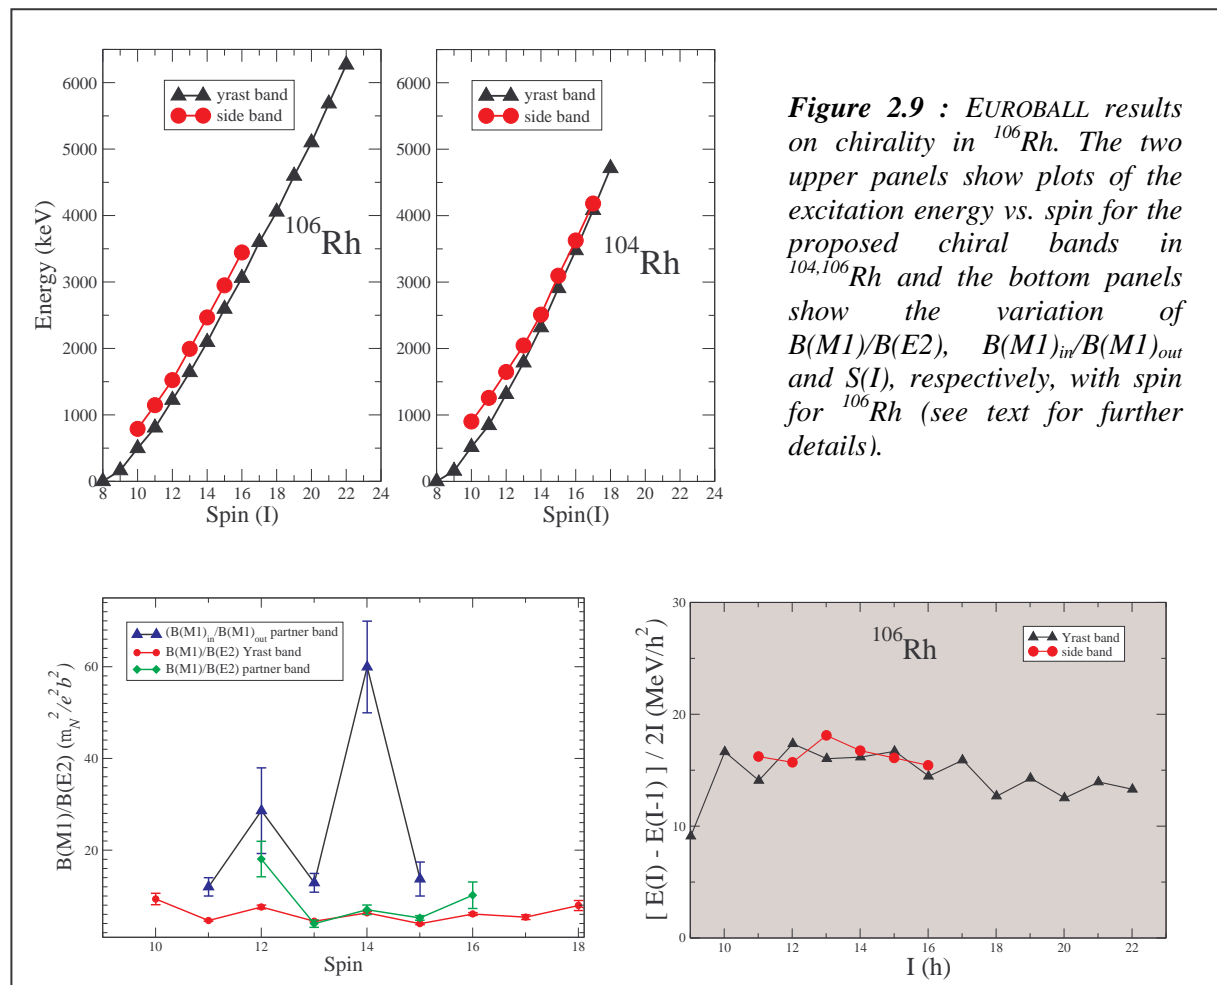 6000
5000
4000
3000
2000
1000
0
Energy (keV)
yrast band
side band
¹⁰⁶Rh
8 10 12 14 16 18 20 22 24
Spin (I)
6000
5000
4000
3000
2000
1000
0
yrast band
side band
¹⁰⁴Rh
8 10 12 14 16 18 20 22 24
Spin(I)
Figure 2.9 : EUROBALL results
on chirality in ¹⁰⁶Rh. The two
upper panels show plots of the
excitation energy vs. spin for the
proposed chiral bands in
¹⁰⁴,¹⁰⁶Rh and the bottom panels
show the variation of
B(M1)/B(E2), B(M1)in/B(M1)out
and S(I), respectively, with spin
for ¹⁰⁶Rh (see text for further
details).
60
40
20
B(M1)/B(E2) (m_N²/e²b²)
(B(M1)in/B(M1)out partner band
B(M1)/B(E2) Yrast band
B(M1)/B(E2) partner band
10 12 14 16 18
Spin
30
20
10
0
[ E(I) - E(I-1) ] / 2I (MeV/h²)
¹⁰⁶Rh
Yrast band
side band
10 12 14 16 18 20 22
I (h)